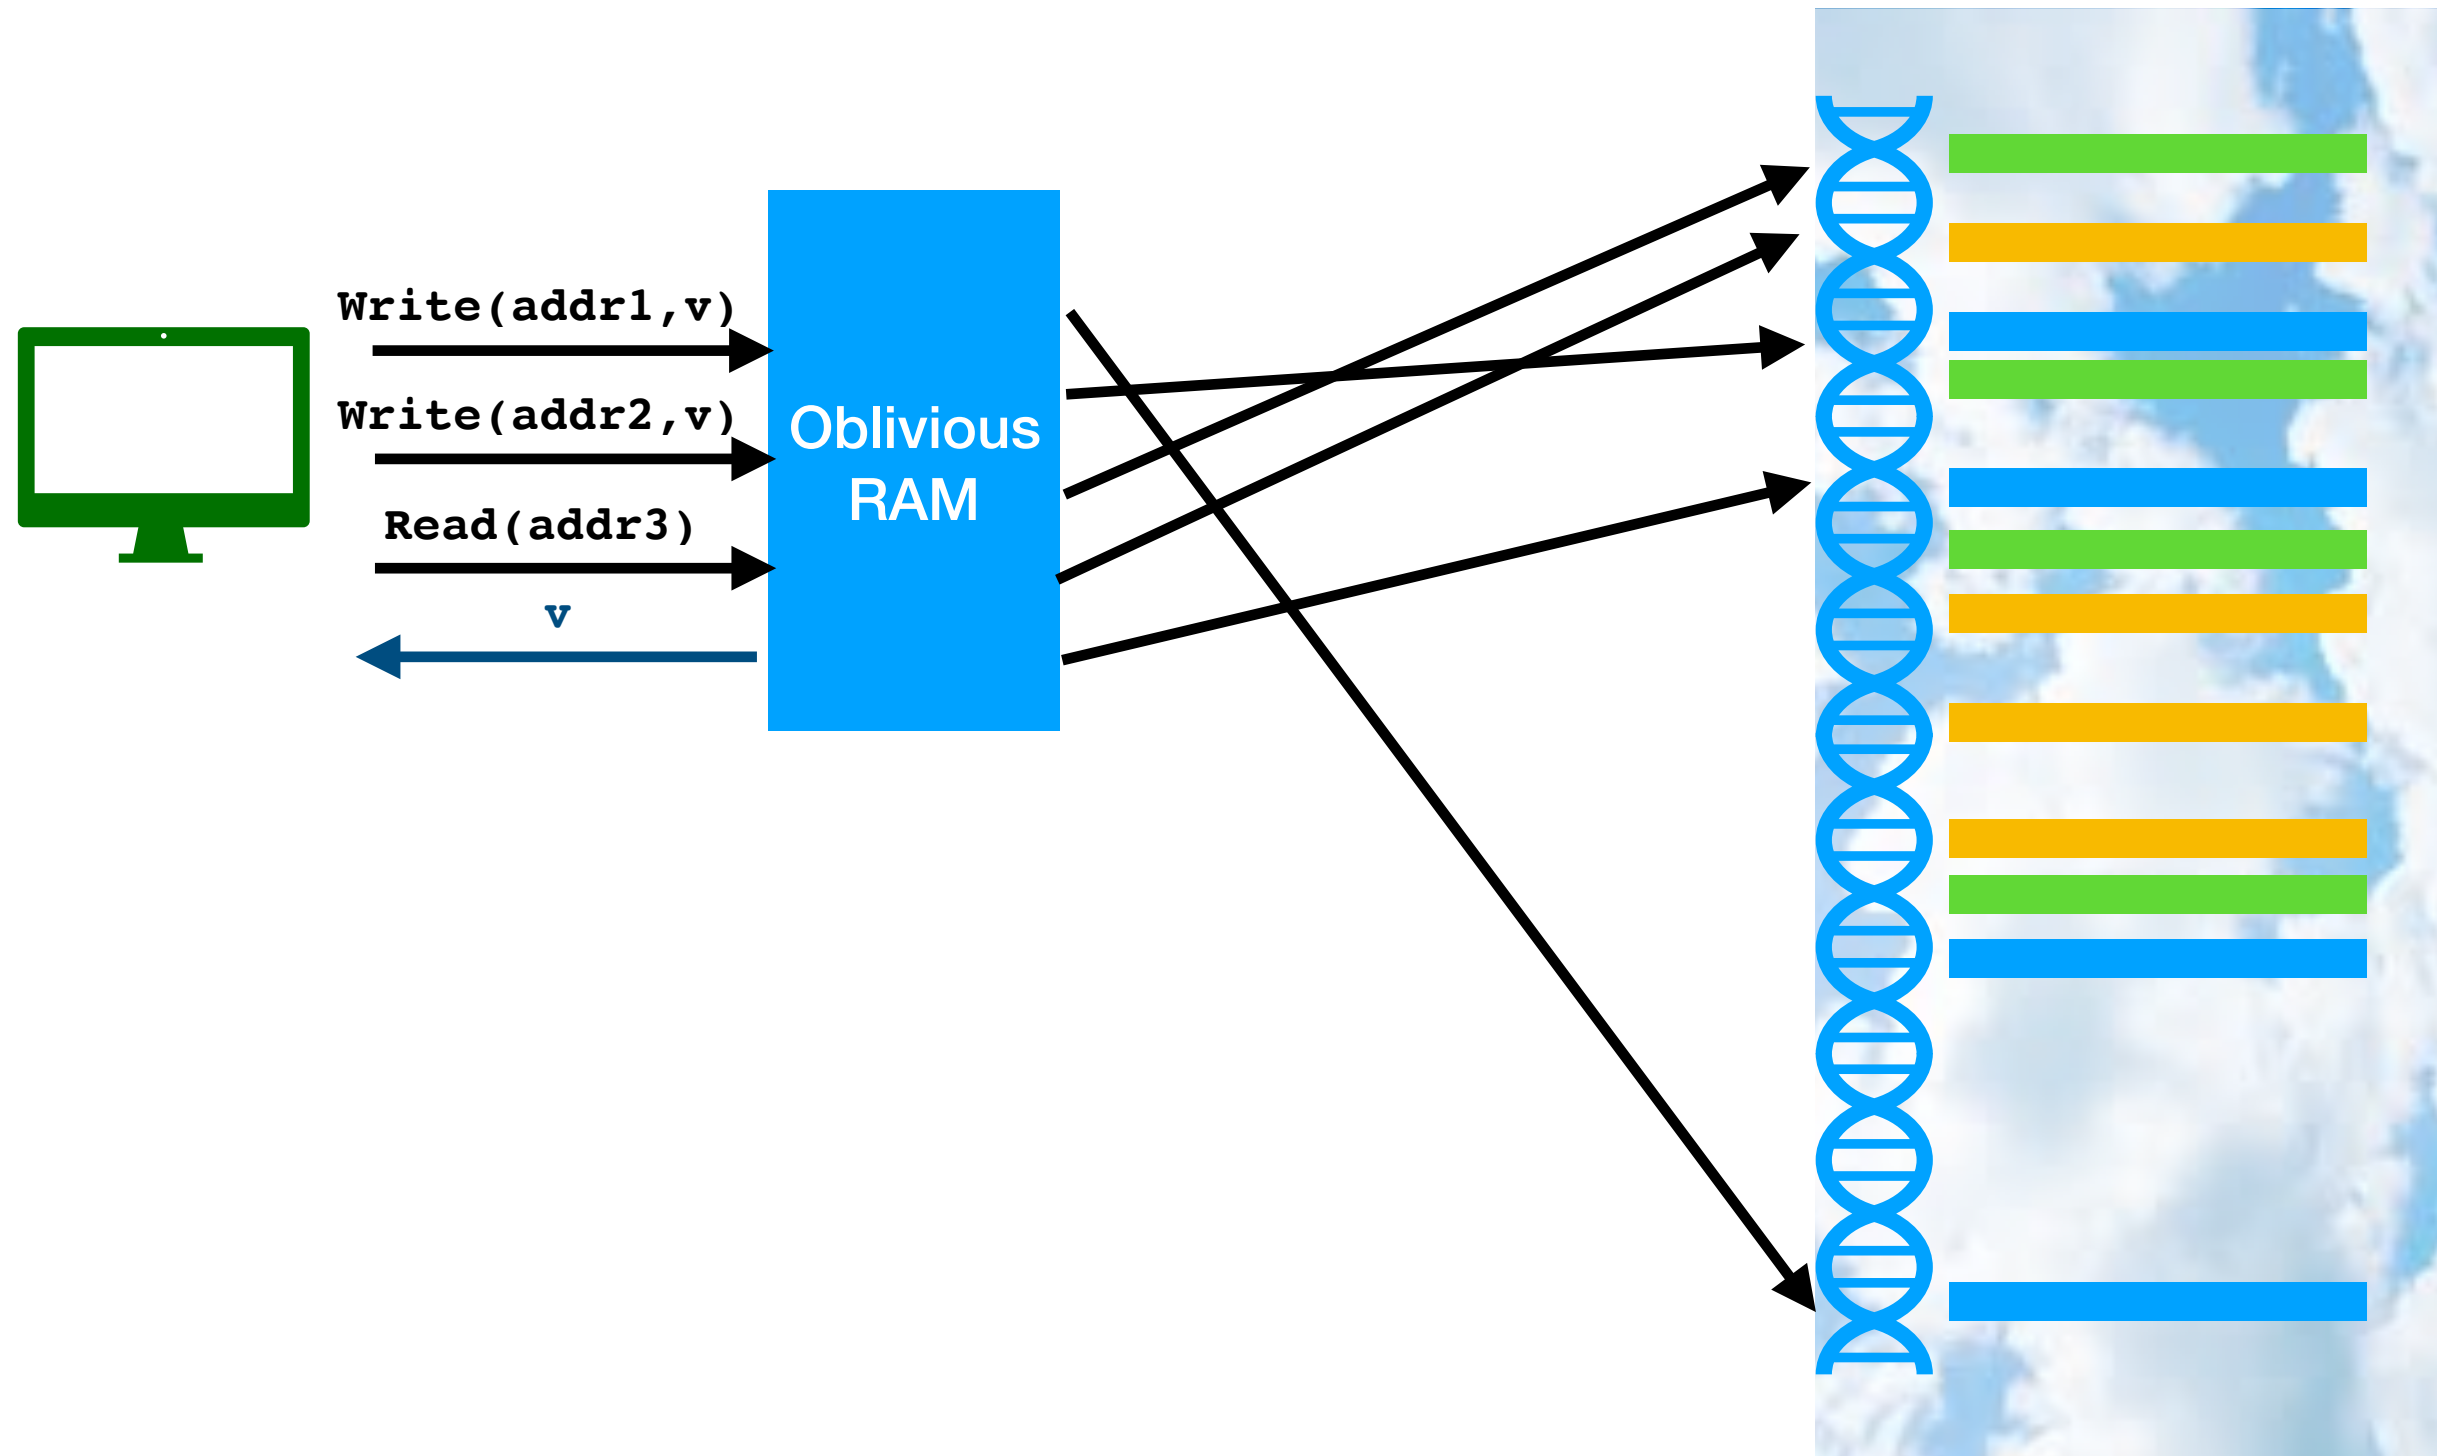 Write(addr1,v)
Write(addr2,v)
Read(addr3)
v
Oblivious
RAM